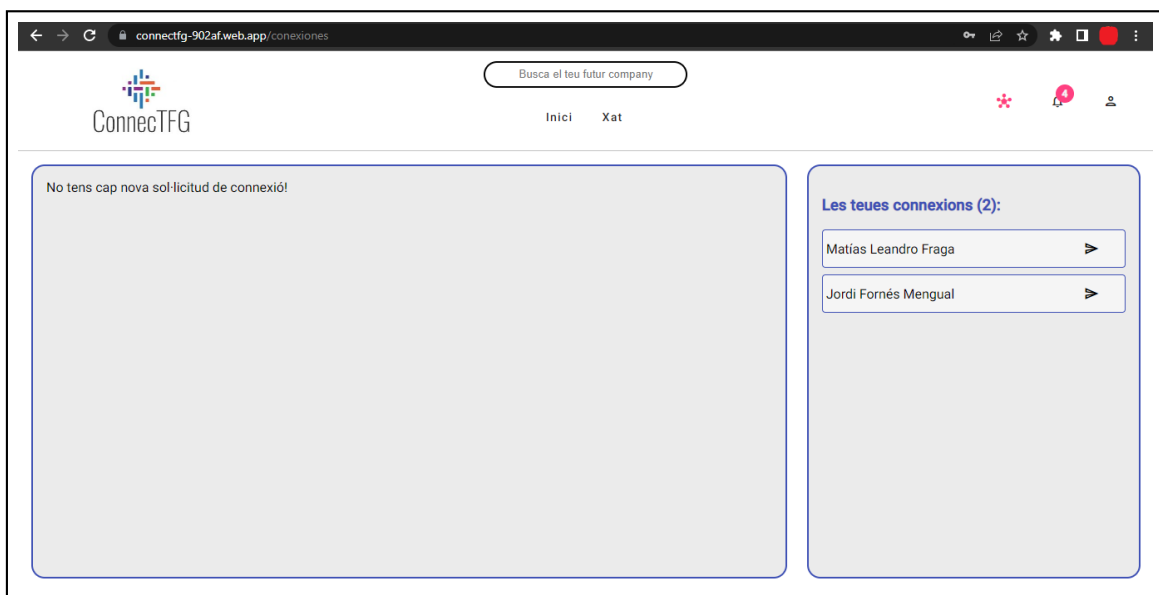 connectfg-902af.web.app/conexiones
ConnecTFG
Busca el teu futur company
Inici Xat
4
No tens cap nova sol·licitud de connexió!
Les teues connexions (2):
Matías Leandro Fraga
Jordi Fornés Mengual